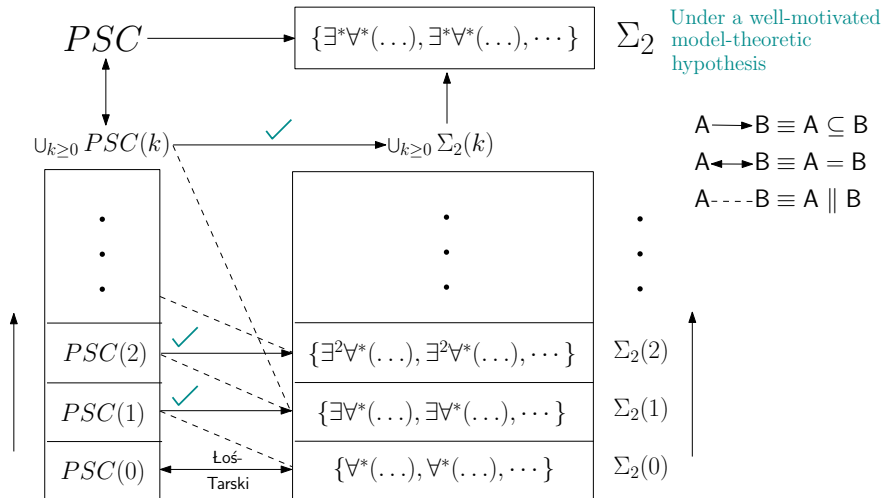 PSC {∃*∀*(...), ∃*∀*(...), ⋯} Σ₂ Under a well-motivated
model-theoretic
hypothesis
∪ₖ≥₀ PSC(k) ✓ ∪ₖ≥₀ Σ₂(k)
A → B ≡ A ⊆ B
A ↔ B ≡ A = B
A ---- B ≡ A ∥ B
PSC(2) ✓ {∃²∀*(...), ∃²∀*(...), ⋯} Σ₂(2)
PSC(1) ✓ {∃∀*(...), ∃∀*(...), ⋯} Σ₂(1)
PSC(0) Łoś- {∀*(...), ∀*(...), ⋯} Σ₂(0)
Tarski